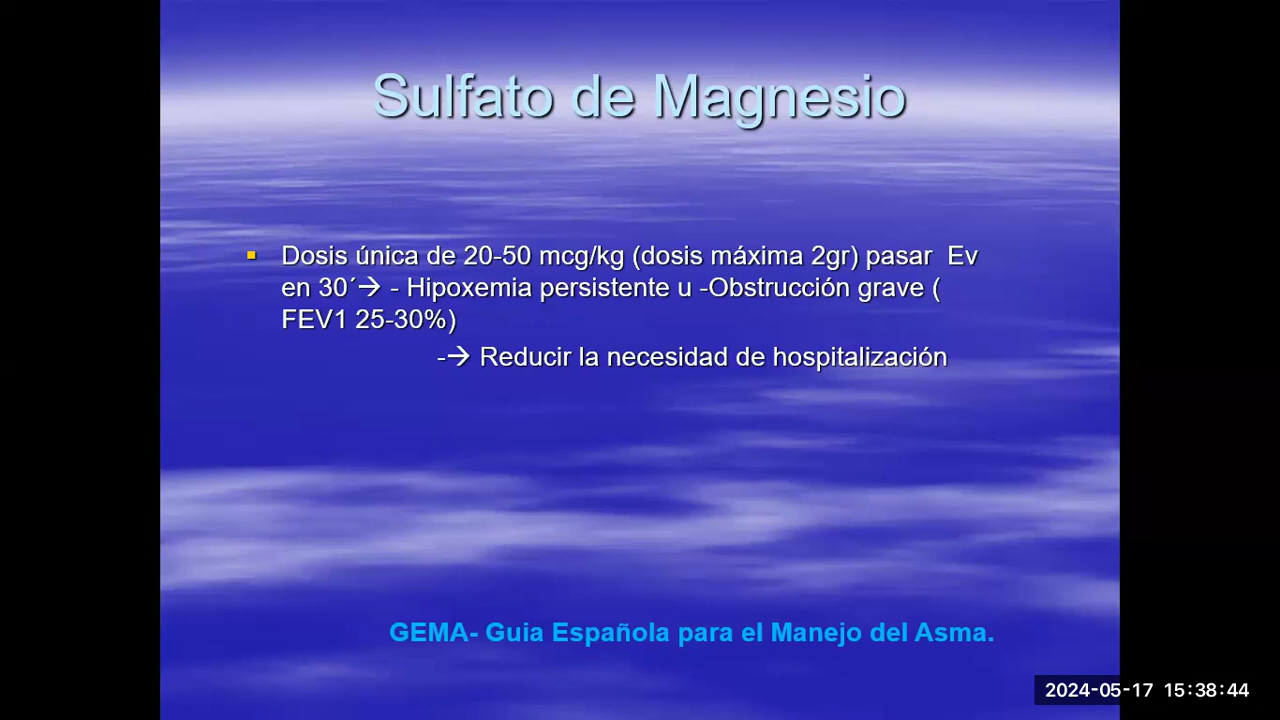 Sulfato de Magnesio
▪ Dosis única de 20-50 mcg/kg (dosis máxima 2gr) pasar Ev
en 30´→ - Hipoxemia persistente u -Obstrucción grave (
FEV1 25-30%)
-→ Reducir la necesidad de hospitalización
GEMA- Guia Española para el Manejo del Asma.
2024-05-17 15:38:44